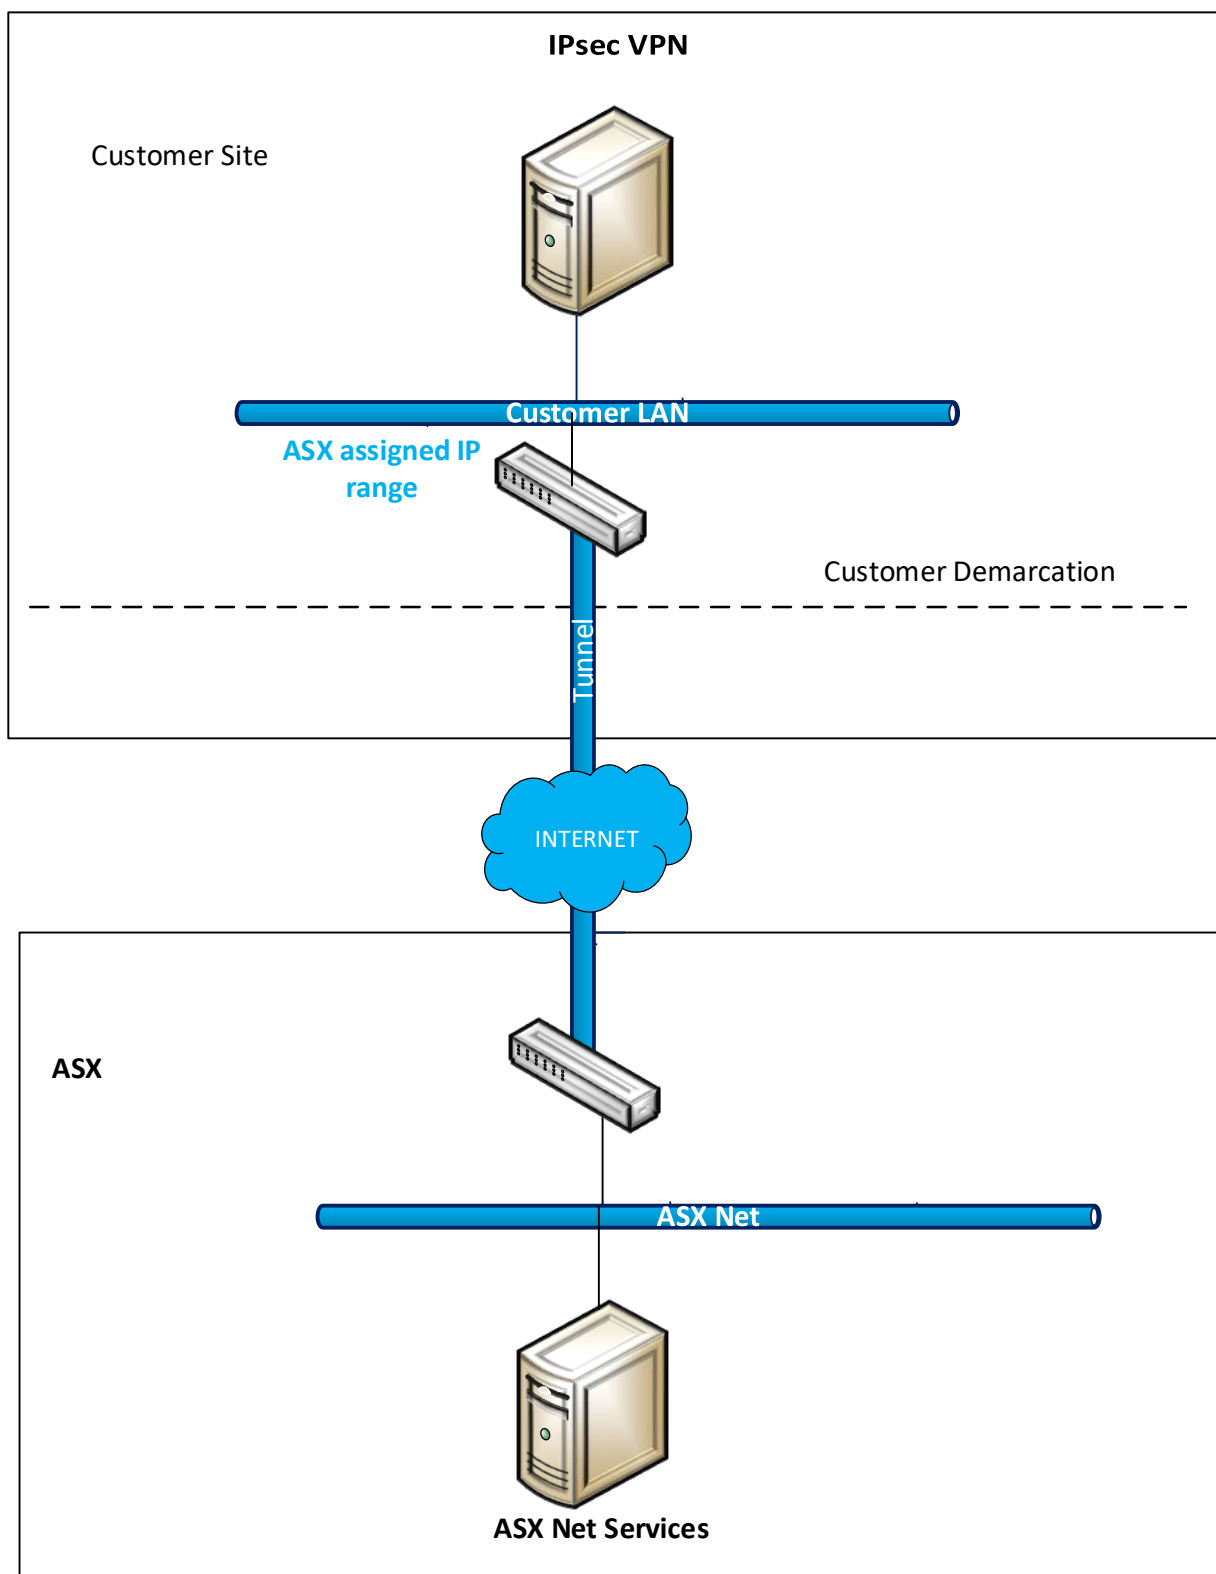 IPsec VPN
Customer Site
Customer LAN
ASX assigned IP
range
Customer Demarcation
Tunnel
INTERNET
ASX
ASX Net
ASX Net Services